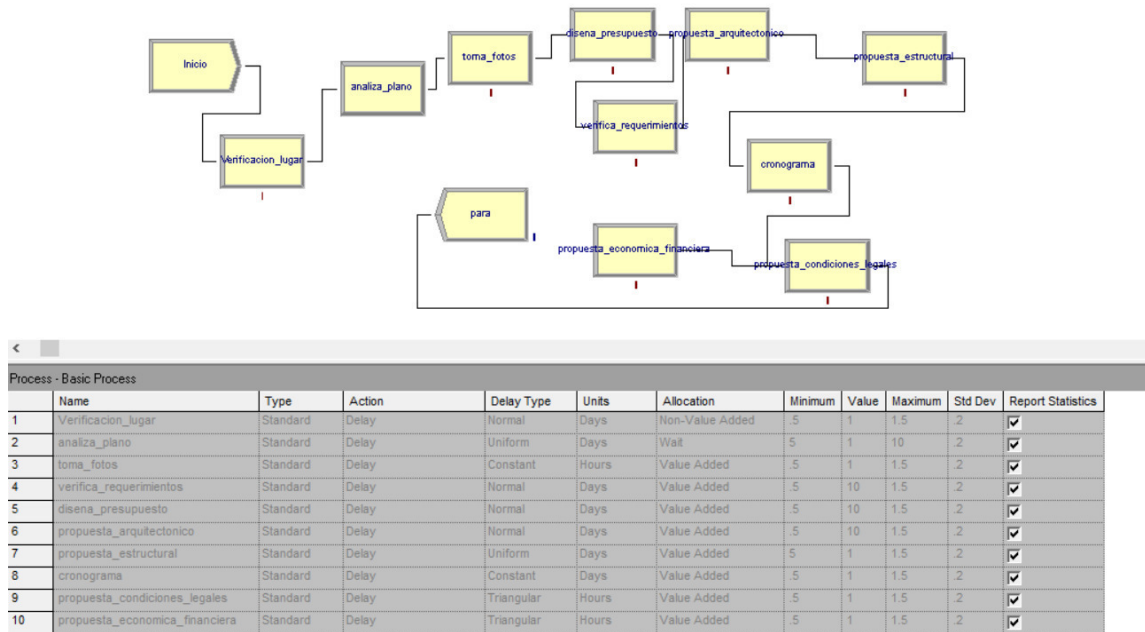 disena_presupuesto propuesta_arquitectonico
Inicio
toma_fotos
propuesta_estructural
analiza_plano
verifica_requerimientos
Verificacion_lugar
cronograma
para
propuesta_economica_financiera
propuesta_condiciones_legales
Process - Basic Process
Name Type Action Delay Type Units Allocation Minimum Value Maximum Std Dev Report Statistics
1 Verificacion_lugar Standard Delay Normal Days Non-Value Added .5 1 1.5 .2
2 analiza_plano Standard Delay Uniform Days Wait 5 1 10 .2
3 toma_fotos Standard Delay Constant Hours Value Added .5 1 1.5 .2
4 verifica_requerimientos Standard Delay Normal Days Value Added .5 10 1.5 .2
5 disena_presupuesto Standard Delay Normal Days Value Added .5 10 1.5 .2
6 propuesta_arquitectonico Standard Delay Normal Days Value Added .5 10 1.5 .2
7 propuesta_estructural Standard Delay Uniform Days Value Added 5 1 1.5 .2
8 cronograma Standard Delay Constant Days Value Added .5 1 1.5 .2
9 propuesta_condiciones_legales Standard Delay Triangular Hours Value Added .5 1 1.5 .2
10 propuesta_economica_financiera Standard Delay Triangular Hours Value Added .5 1 1.5 .2